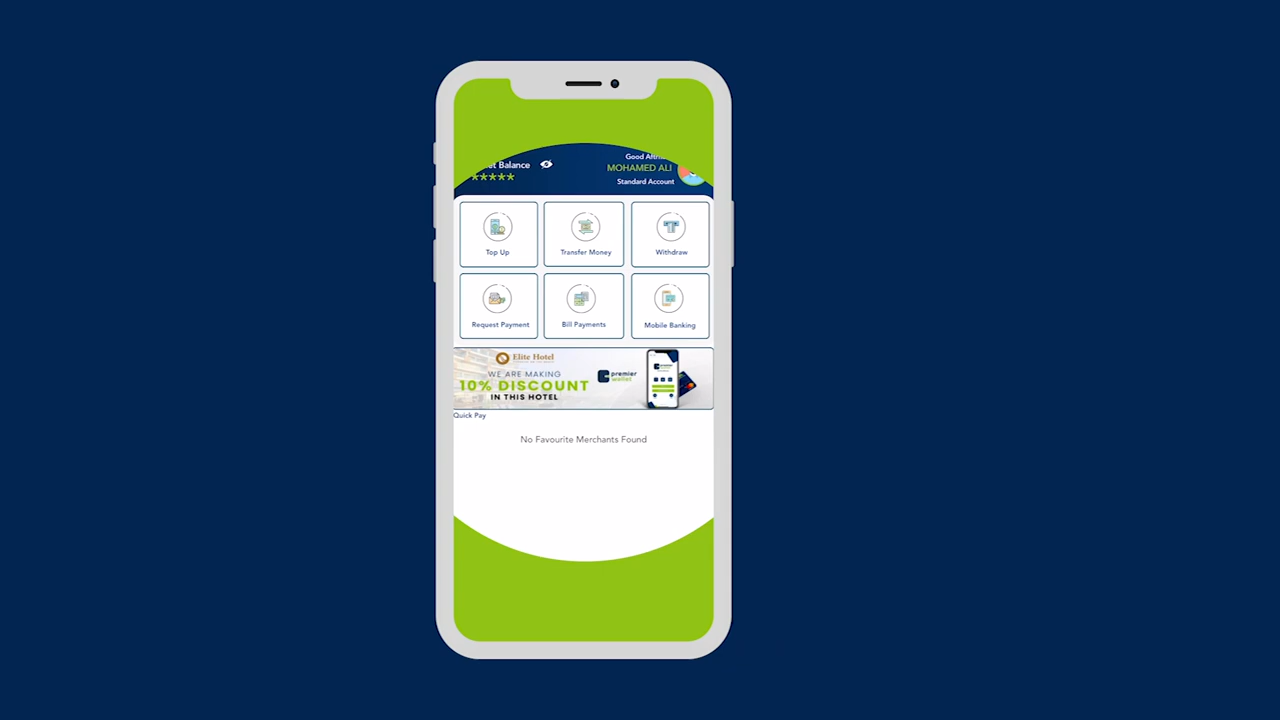 Balance
Good
MOHAMED ALI
★★★★★
Standard Account
Top Up
Transfer Money
Withdraw
Request Payment
Bill Payments
Mobile Banking
Elite Hotel
WE ARE MAKING
10% DISCOUNT
IN THIS HOTEL
premier
wallet
Quick Pay
No Favourite Merchants Found